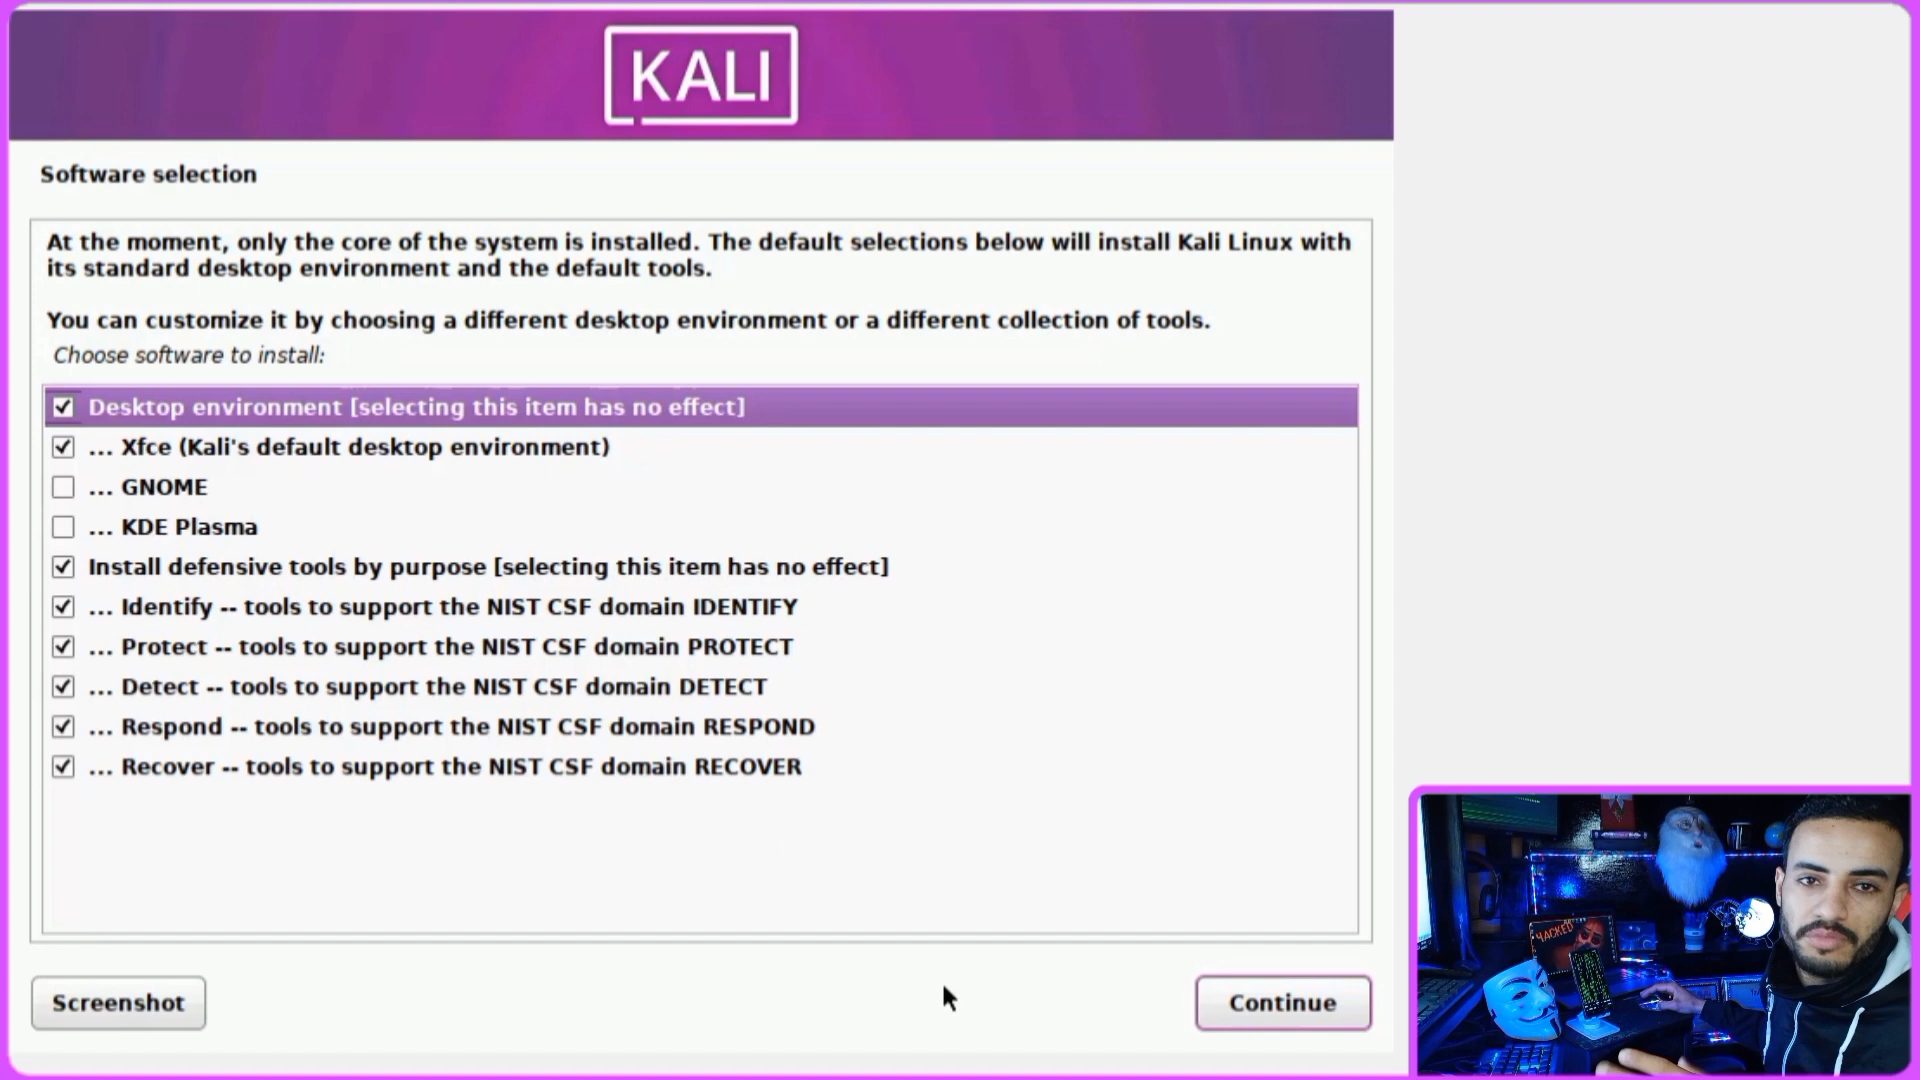 KALI
Software selection
At the moment, only the core of the system is installed. The default selections below will install Kali Linux with
its standard desktop environment and the default tools.
You can customize it by choosing a different desktop environment or a different collection of tools.
Choose software to install:
Desktop environment [selecting this item has no effect]
... Xfce (Kali's default desktop environment)
... GNOME
... KDE Plasma
Install defensive tools by purpose [selecting this item has no effect]
... Identify -- tools to support the NIST CSF domain IDENTIFY
... Protect -- tools to support the NIST CSF domain PROTECT
... Detect -- tools to support the NIST CSF domain DETECT
... Respond -- tools to support the NIST CSF domain RESPOND
... Recover -- tools to support the NIST CSF domain RECOVER
HACKED
Screenshot
Continue